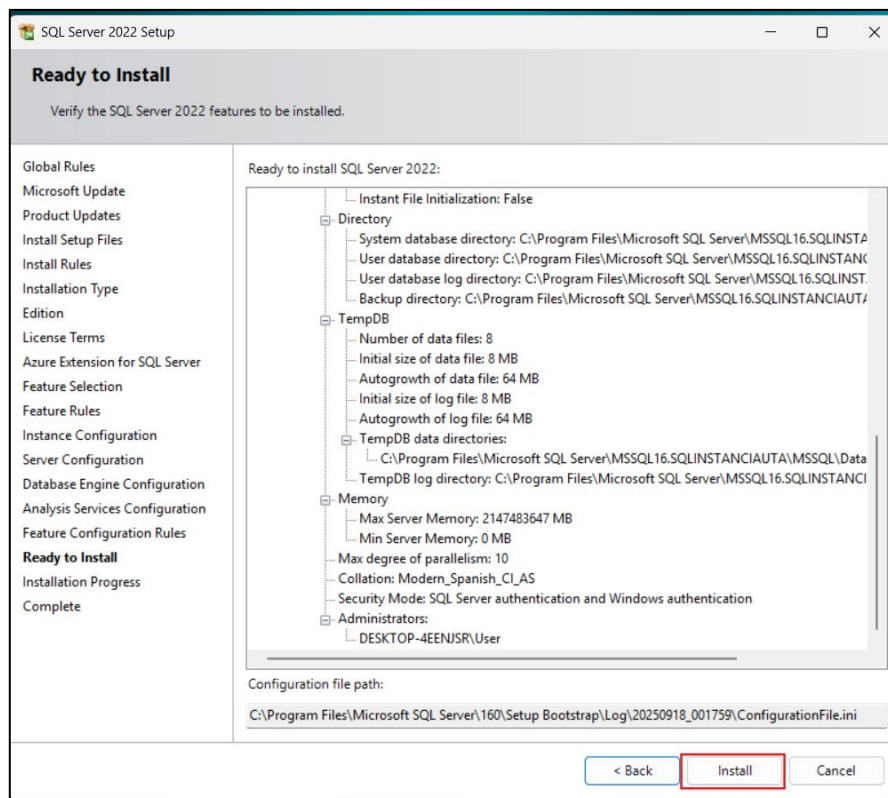 SQL Server 2022 Setup
Ready to Install
Verify the SQL Server 2022 features to be installed.
Global Rules
Microsoft Update
Product Updates
Install Setup Files
Install Rules
Installation Type
Edition
License Terms
Azure Extension for SQL Server
Feature Selection
Feature Rules
Instance Configuration
Server Configuration
Database Engine Configuration
Analysis Services Configuration
Feature Configuration Rules
Ready to Install
Installation Progress
Complete
Ready to install SQL Server 2022:
Instant File Initialization: False
Directory
System database directory: C:\Program Files\Microsoft SQL Server\MSSQL16.SQLINSTA
User database directory: C:\Program Files\Microsoft SQL Server\MSSQL16.SQLINSTANC
User database log directory: C:\Program Files\Microsoft SQL Server\MSSQL16.SQLINST
Backup directory: C:\Program Files\Microsoft SQL Server\MSSQL16.SQLINSTANCIAUTA
TempDB
Number of data files: 8
Initial size of data file: 8 MB
Autogrowth of data file: 64 MB
Initial size of log file: 8 MB
Autogrowth of log file: 64 MB
TempDB data directories:
C:\Program Files\Microsoft SQL Server\MSSQL16.SQLINSTANCIAUTA\MSSQL\Data
TempDB log directory: C:\Program Files\Microsoft SQL Server\MSSQL16.SQLINSTANCI
Memory
Max Server Memory: 2147483647 MB
Min Server Memory: 0 MB
Max degree of parallelism: 10
Collation: Modern_Spanish_CI_AS
Security Mode: SQL Server authentication and Windows authentication
Administrators:
DESKTOP-4EENJSR\User
Configuration file path:
C:\Program Files\Microsoft SQL Server\160\Setup Bootstrap\Log\20250918_001759\ConfigurationFile.ini
< Back
Install
Cancel